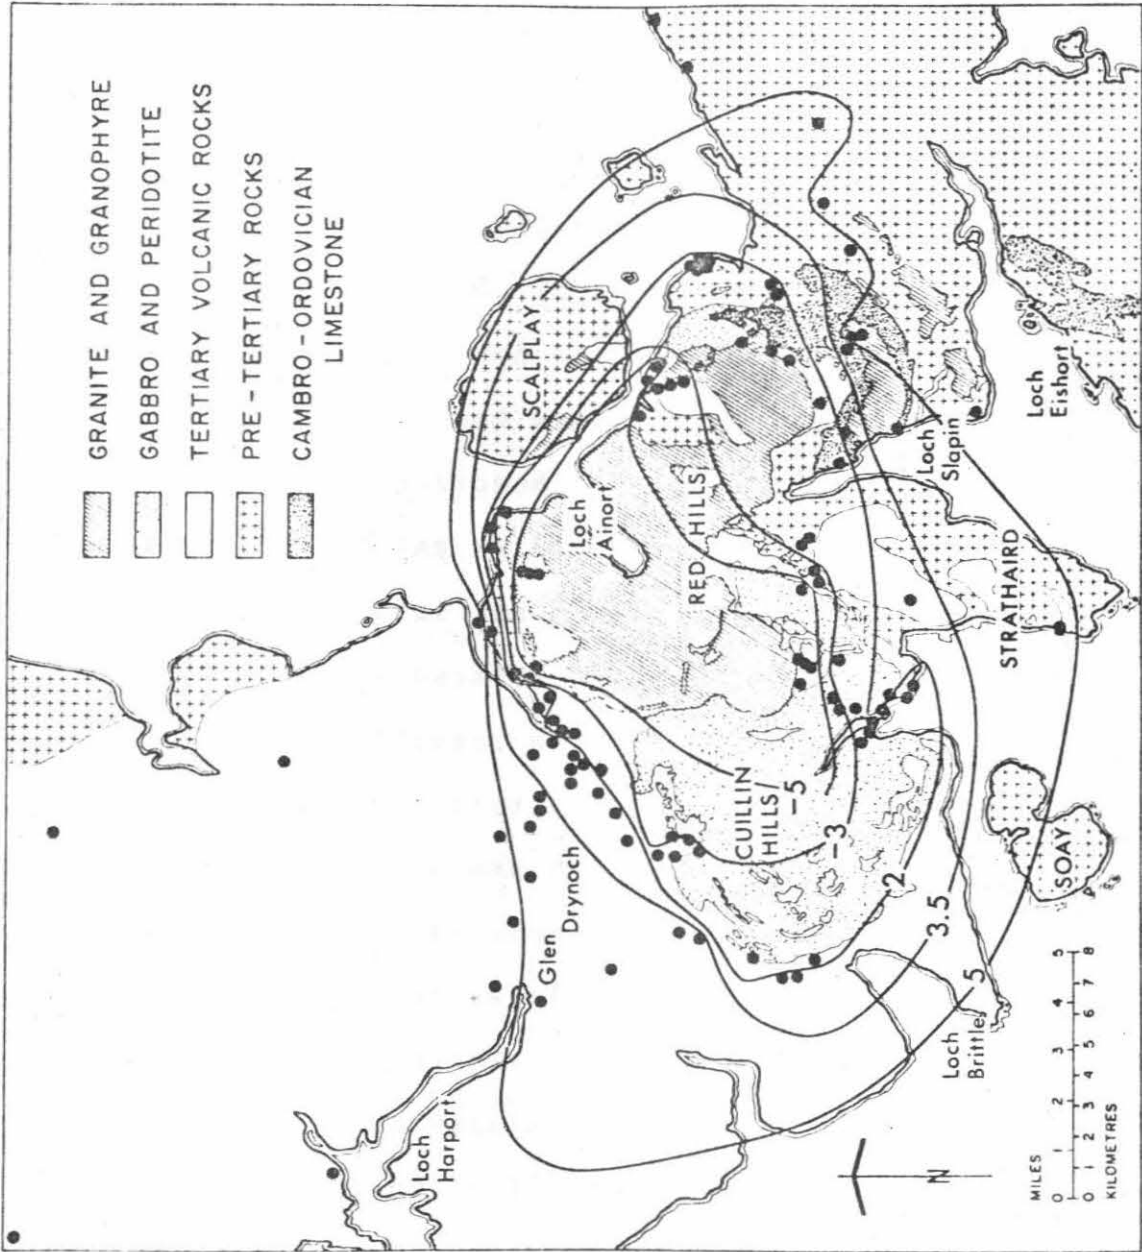 GRANITE AND GRANOPHYRE
GABBRO AND PERIDOTITE
TERTIARY VOLCANIC ROCKS
PRE-TERTIARY ROCKS
CAMBRO-ORDOVICIAN
LIMESTONE
SCALPLAY
Loch
Ainort
RED HILLS
Glen
Drynoch
Loch
Harport
CUILLIN
HILLS
-5
-3
2
3.5
5
Loch
Slapin
Loch
Eishort
STRATHAIRD
SOAY
Loch
Brittle
N
MILES
0 1 2 3 4 5
0 1 2 3 4 5 6 7 8
KILOMETRES